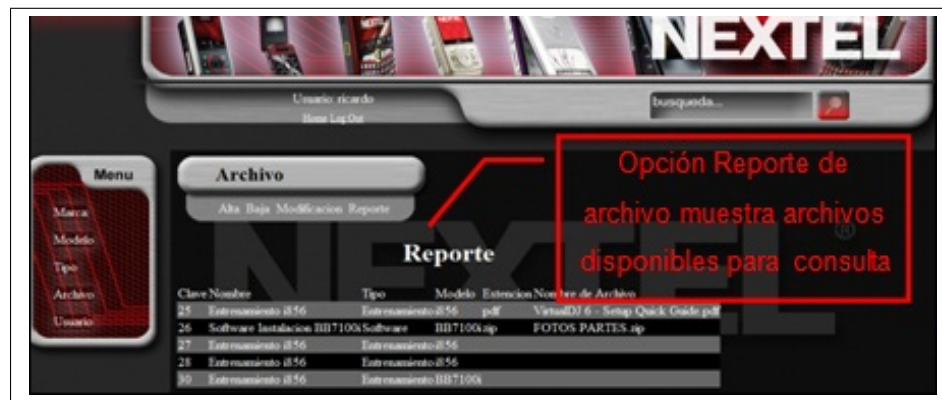 NEXTEL
Usuario: ricardo
Home Log Out
busqueda...
Menu
Marca
Modelo
Tipo
Archivo
Usuario
Archivo
Alta Baja Modificacion Reporte
Opción Reporte de
archivo muestra archivos
disponibles para consulta
NEXTEL ®
Reporte
Clave Nombre Tipo Modelo Extencion Nombre de Archivo
25 Entrenamiento i856 Entrenamiento i856 pdf VirtualDJ 6 - Setup Quick Guide.pdf
26 Software Instalacion BB7100i Software BB7100i zip FOTOS PARTES.zip
27 Entrenamiento i856 Entrenamiento i856
28 Entrenamiento i856 Entrenamiento i856
30 Entrenamiento i856 Entrenamiento BB7100i